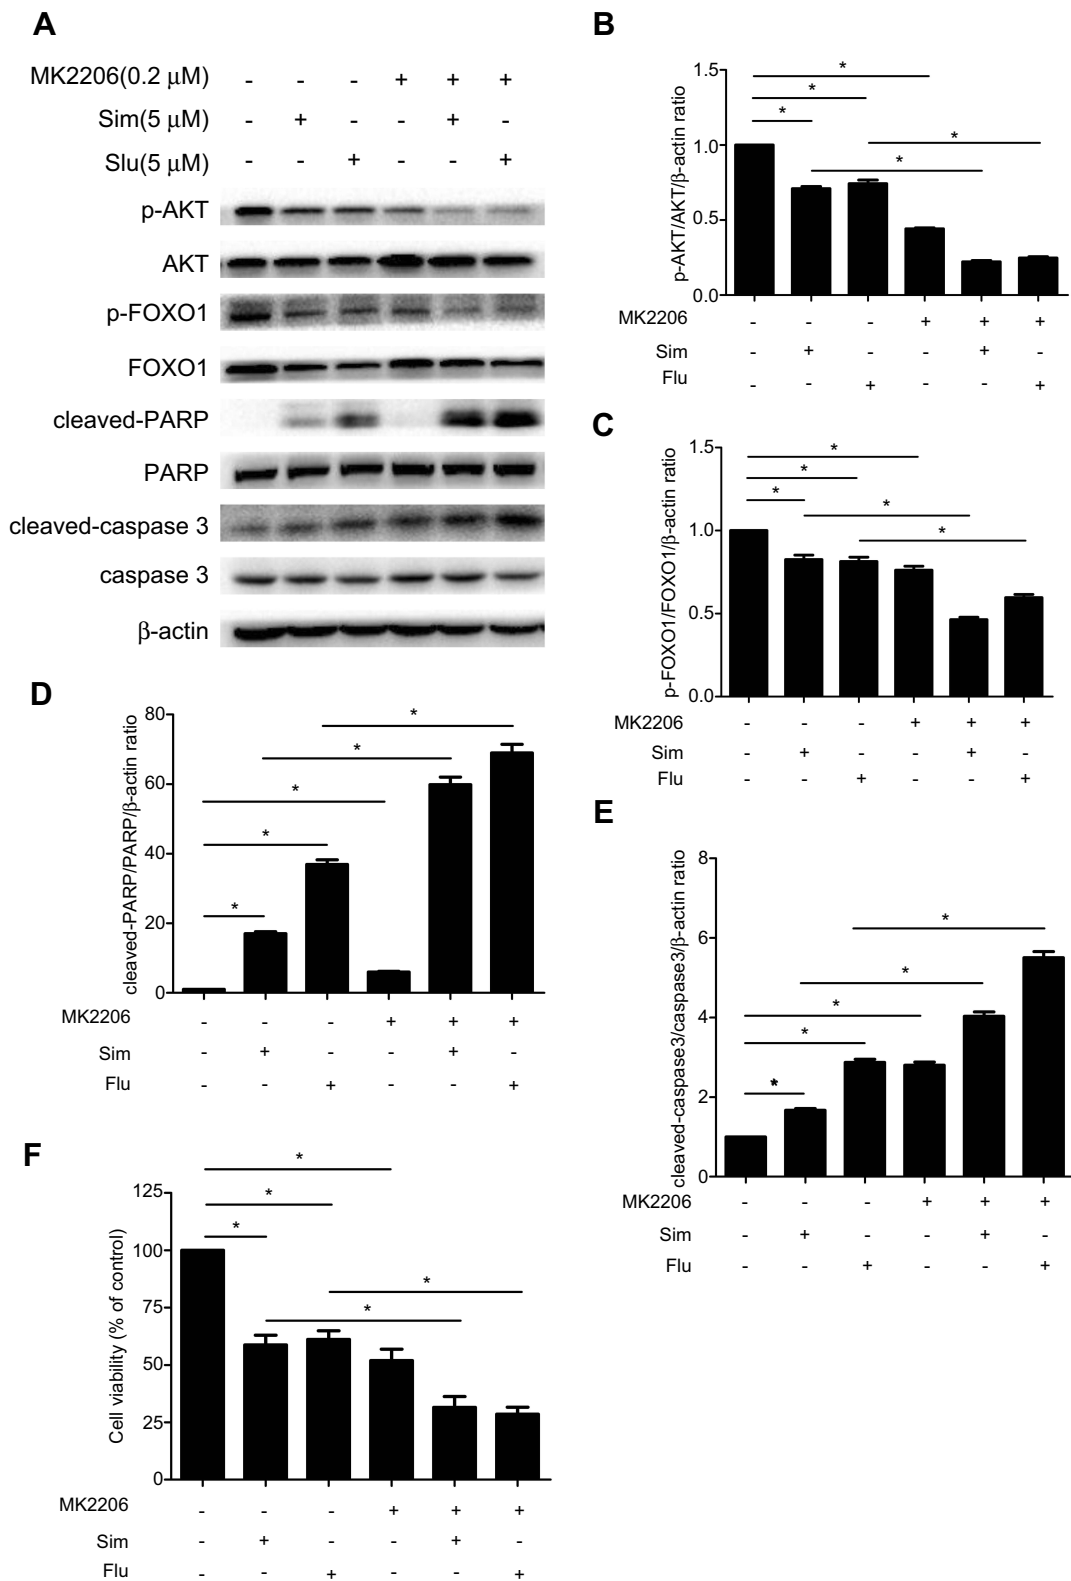 A
MK2206(0.2 μM) - - - + + +
Sim(5 μM) - + - - + -
Slu(5 μM) - - + - - +
p-AKT
AKT
p-FOXO1
FOXO1
cleaved-PARP
PARP
cleaved-caspase 3
caspase 3
β-actin
B
p-AKT/AKT/β-actin ratio
1.5
1.0
0.5
0.0
* * * * *
MK2206 - - - + + +
Sim - + - - + -
Flu - - + - - +
C
p-FOXO1/FOXO1/β-actin ratio
1.5
1.0
0.5
0.0
* * * * *
MK2206 - - - + + +
Sim - + - - + -
Flu - - + - - +
D
cleaved-PARP/PARP/β-actin ratio
80
60
40
20
0
* * * * *
MK2206 - - - + + +
Sim - + - - + -
Flu - - + - - +
E
cleaved-caspase3/caspase3/β-actin ratio
8
6
4
2
0
* * * * *
MK2206 - - - + + +
Sim - + - - + -
Flu - - + - - +
F
Cell viability (% of control)
125
100
75
50
25
0
* * * * *
MK2206 - - - + + +
Sim - + - - + -
Flu - - + - - +